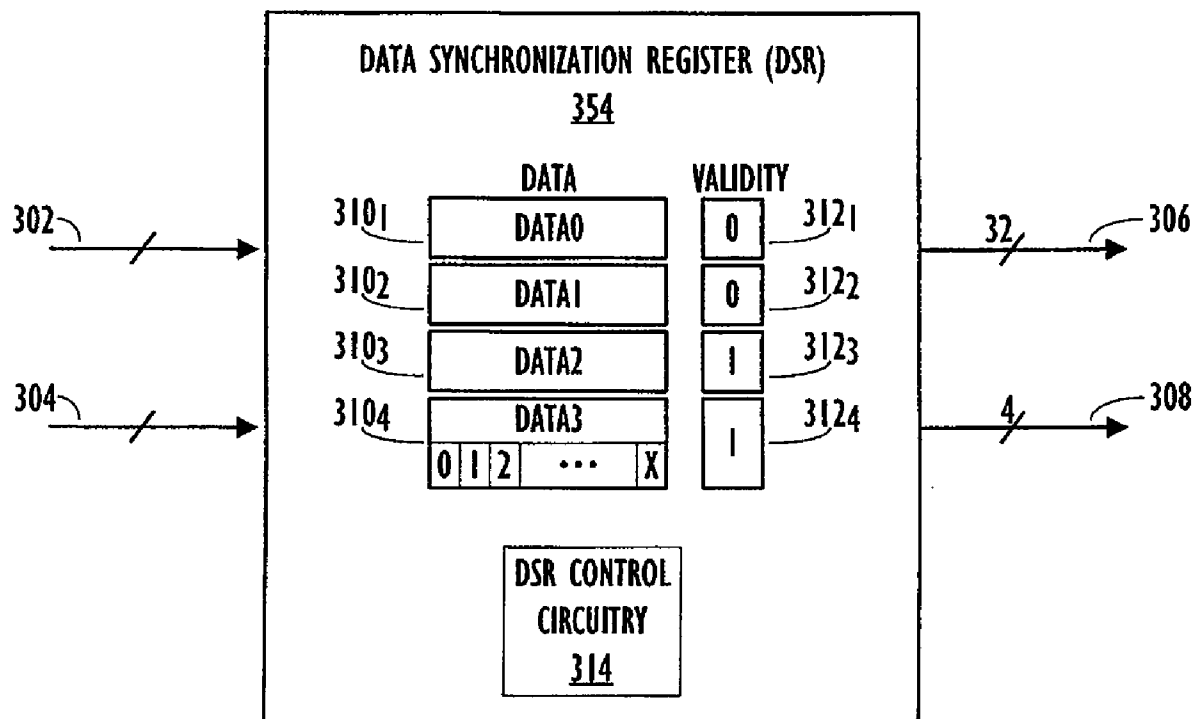 DATA SYNCHRONIZATION REGISTER (DSR)
354
DATA VALIDITY
302 310₁ DATA0 0 312₁ 32 306
310₂ DATA1 0 312₂
310₃ DATA2 1 312₃
304 310₄ DATA3 1 312₄ 4 308
0 1 2 ••• X
DSR CONTROL
CIRCUITRY
314